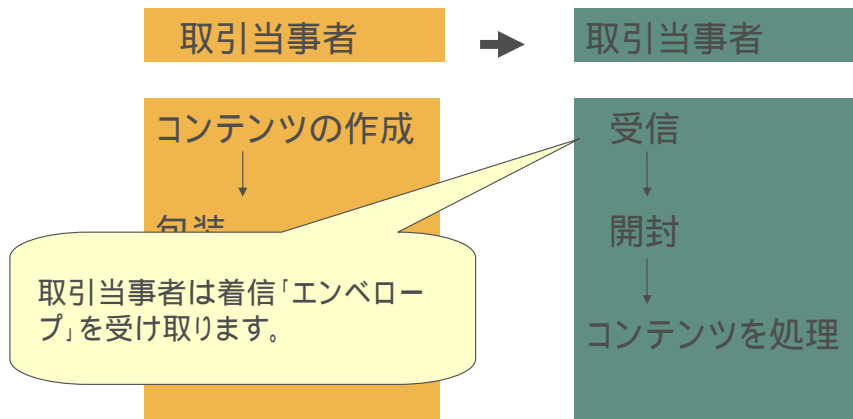 取引当事者
取引当事者
コンテンツの作成
包装
受信
開封
コンテンツを処理
取引当事者は着信「エンベロー
プ」を受け取ります。